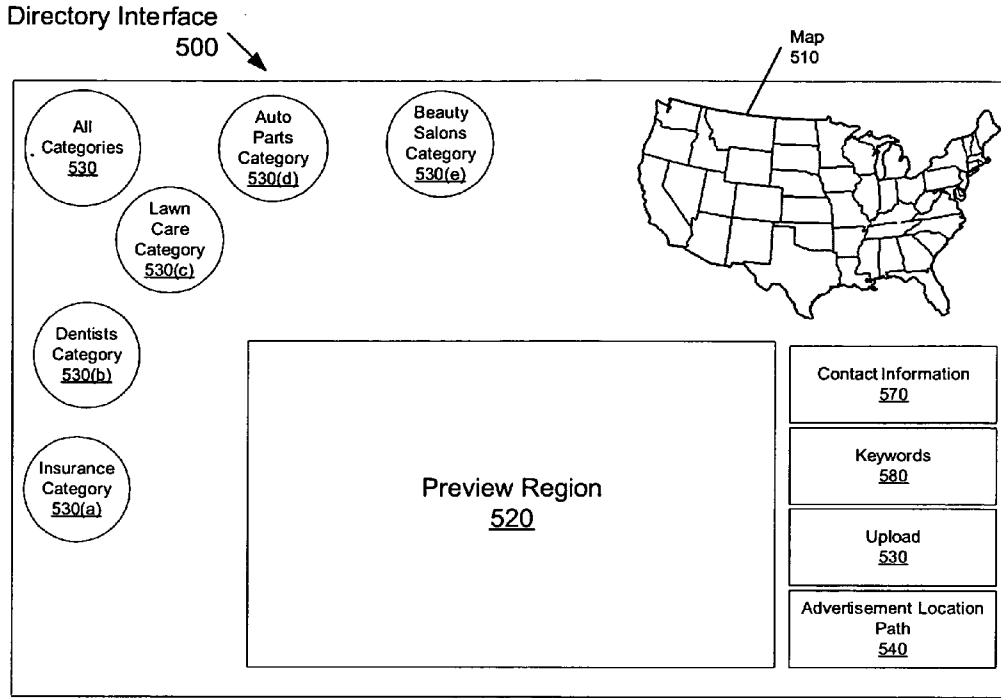 Directory Interface
500
Map
510
All
Categories
530
Auto
Parts
Category
530(d)
Beauty
Salons
Category
530(e)
Lawn
Care
Category
530(c)
Dentists
Category
530(b)
Insurance
Category
530(a)
Preview Region
520
Contact Information
570
Keywords
580
Upload
530
Advertisement Location
Path
540